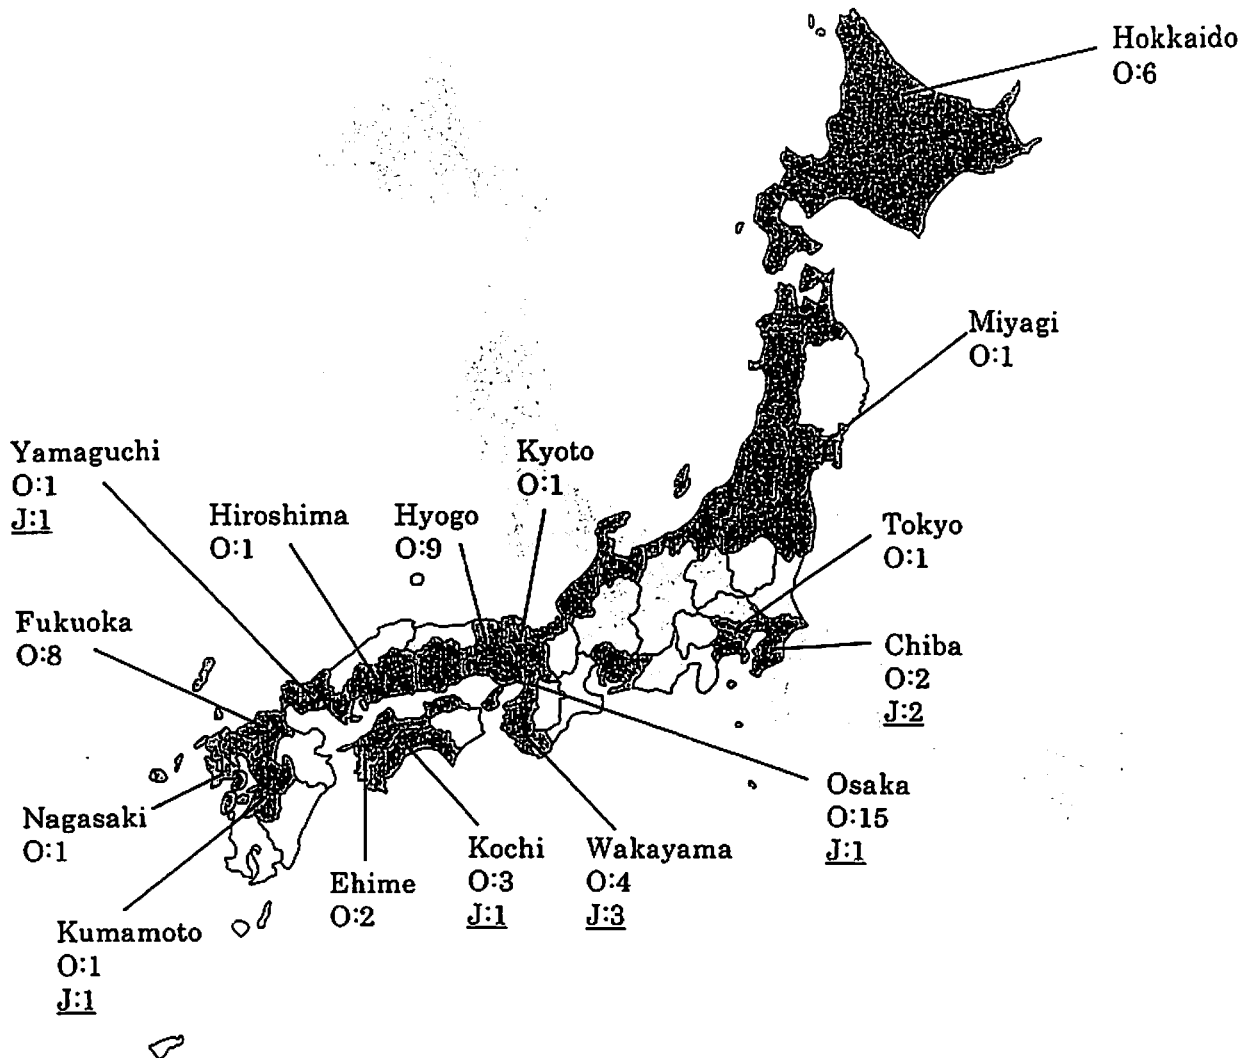 Hokkaido
O:6
Miyagi
O:1
Yamaguchi
O:1
J:1
Kyoto
O:1
Hiroshima
O:1
Hyogo
O:9
Tokyo
O:1
Fukuoka
O:8
Chiba
O:2
J:2
Osaka
O:15
J:1
Nagasaki
O:1
Kochi
O:3
J:1
Wakayama
O:4
J:3
Ehime
O:2
Kumamoto
O:1
J:1